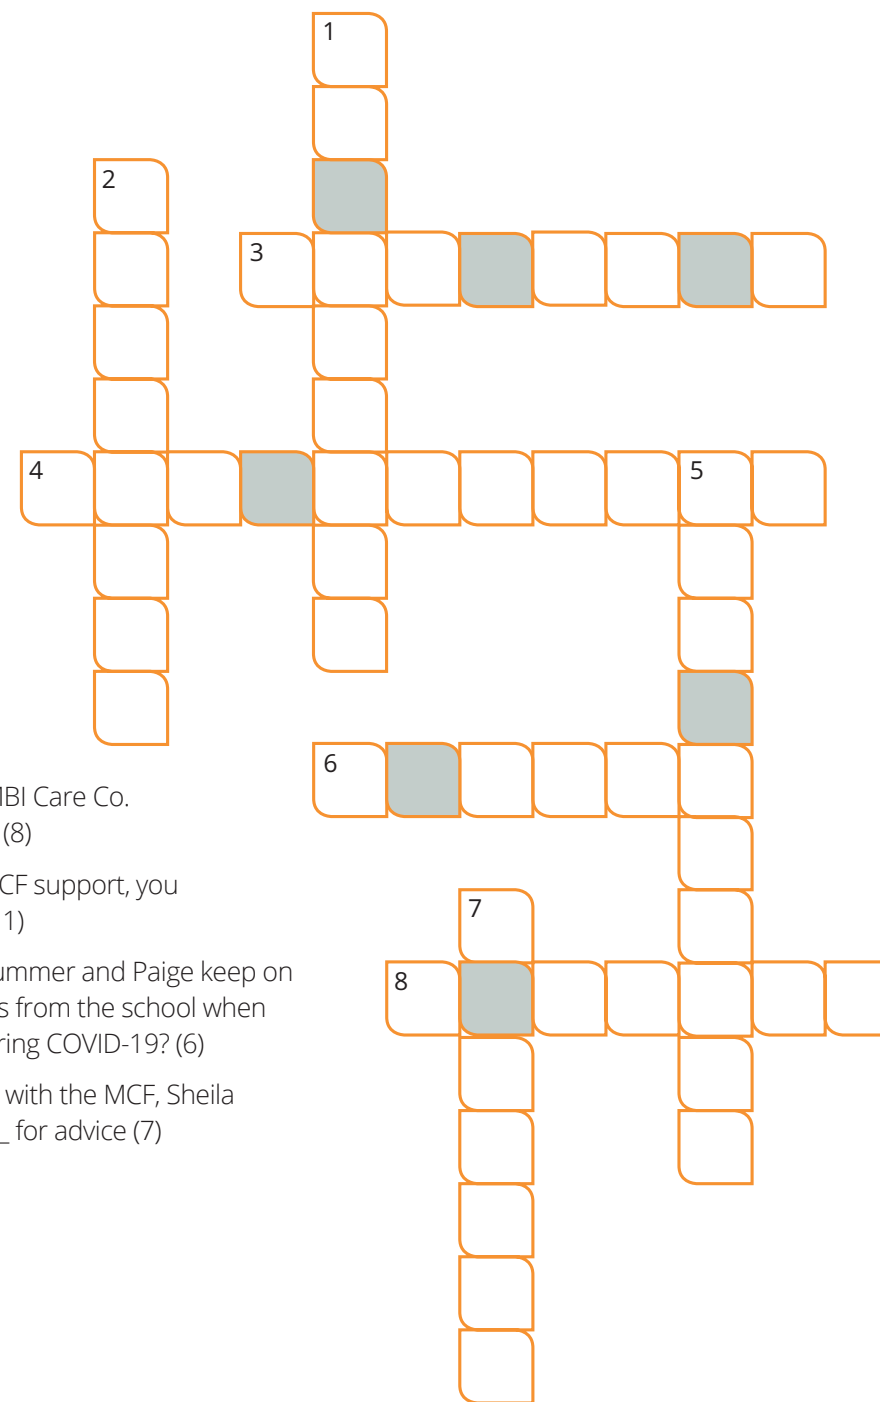 1
2
3
4
5
6
7
8
MBI Care Co.
(8)
CF support, you
1)
ummer and Paige keep on
s from the school when
ring COVID-19? (6)
with the MCF, Sheila
_ for advice (7)